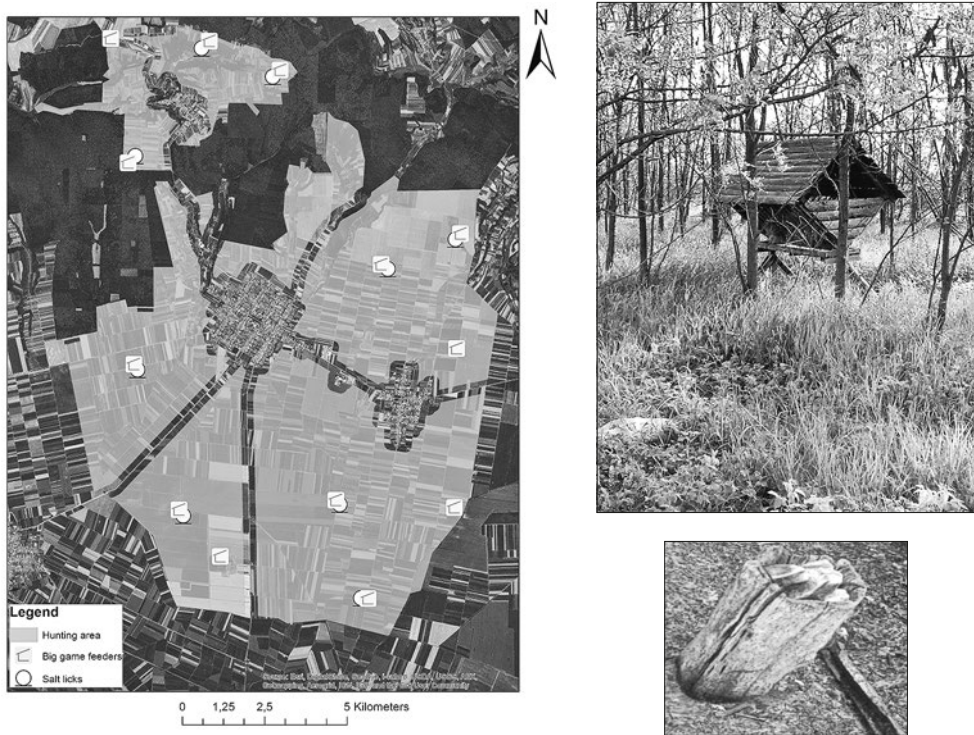 N
Legend
Hunting area
Big game feeders
Salt licks
0 1,25 2,5 5 Kilometers